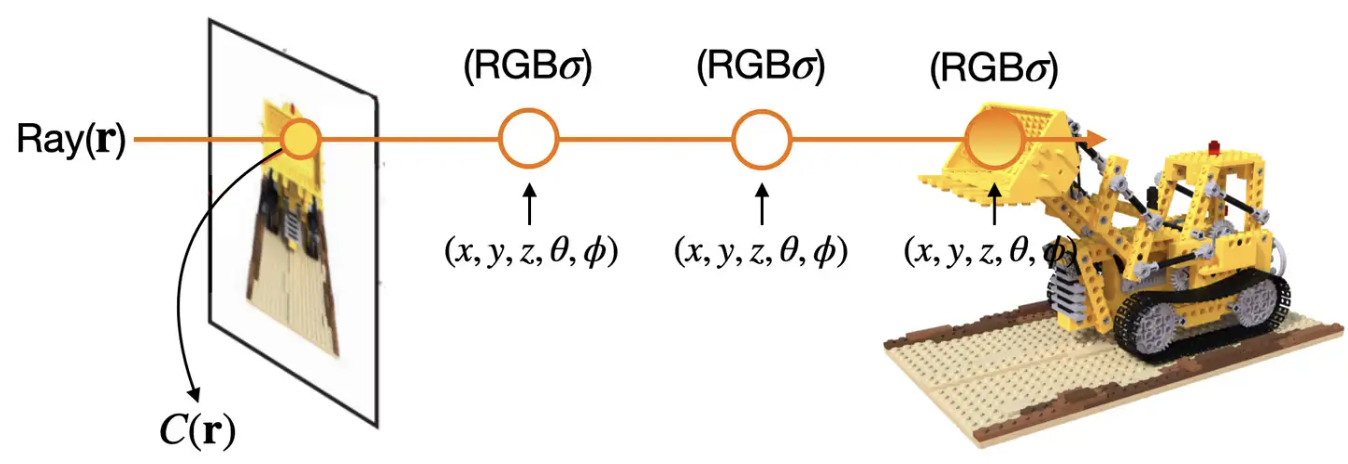 (RGBσ) (RGBσ) (RGBσ)
Ray(r)
(x, y, z, θ, ϕ) (x, y, z, θ, ϕ) (x, y, z, θ, ϕ)
C(r)